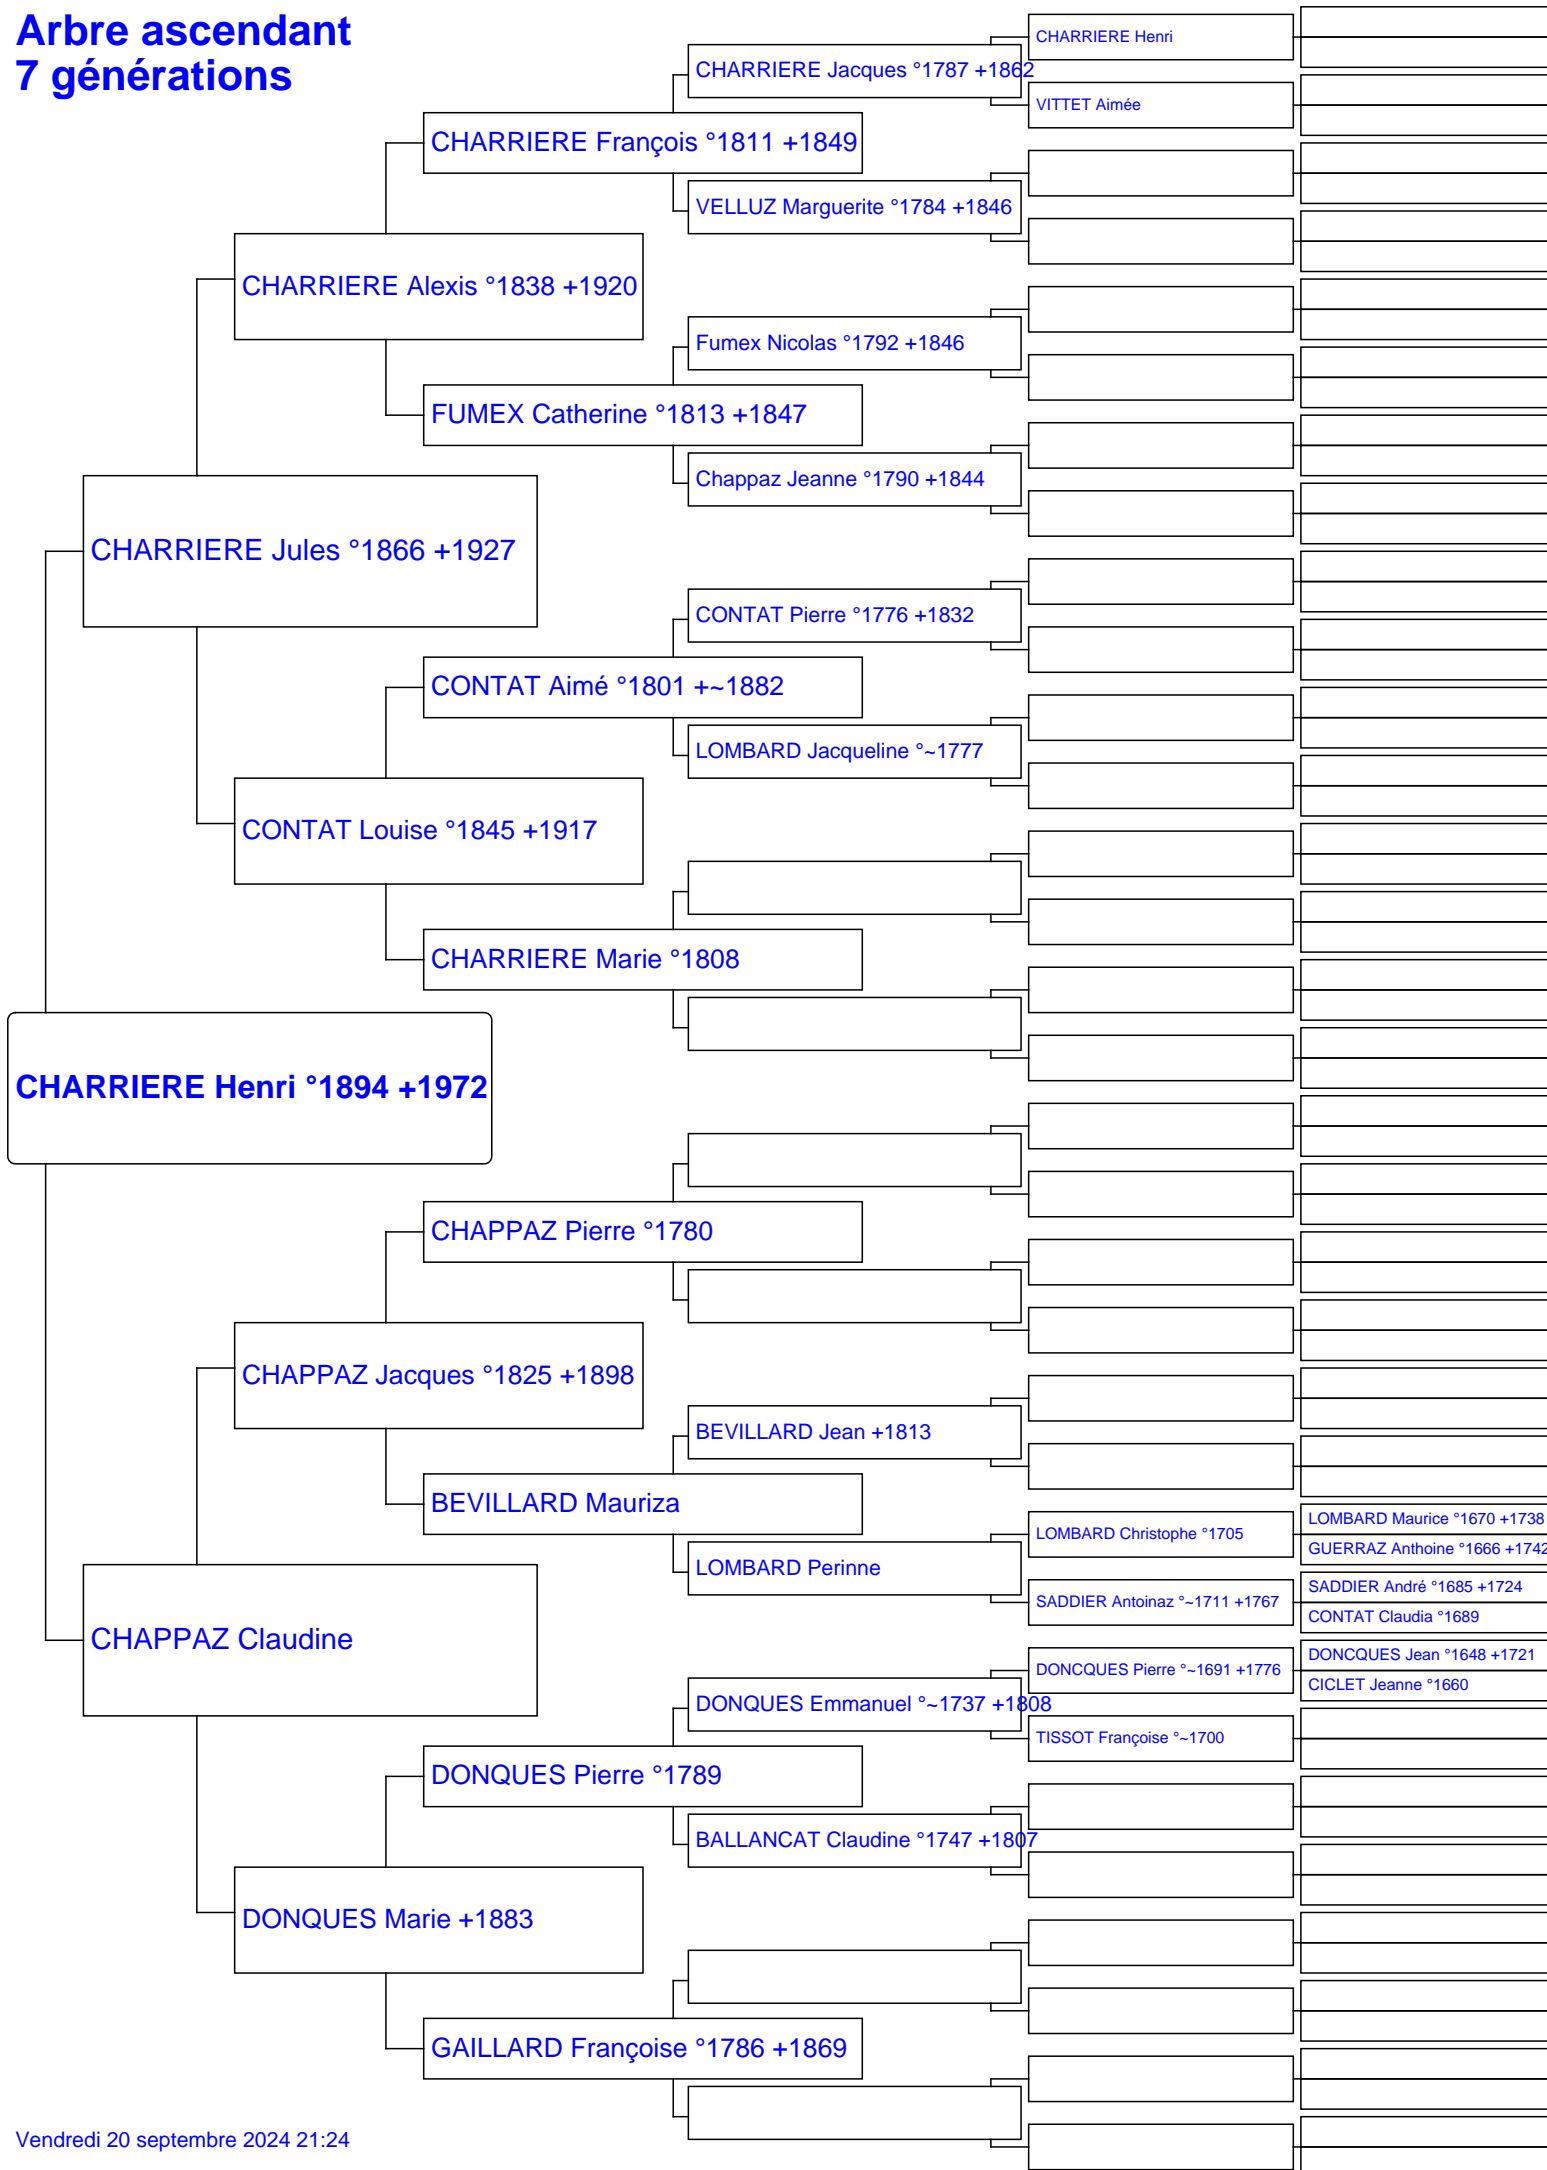 Arbre ascendant
7 générations
CHARRIERE Henri
CHARRIERE Jacques °1787 +1862
VITTET Aimée
CHARRIERE François °1811 +1849
VELLUZ Marguerite °1784 +1846
CHARRIERE Alexis °1838 +1920
Fumex Nicolas °1792 +1846
FUMEX Catherine °1813 +1847
Chappaz Jeanne °1790 +1844
CHARRIERE Jules °1866 +1927
CONTAT Pierre °1776 +1832
CONTAT Aimé °1801 +~1882
LOMBARD Jacqueline °~1777
CONTAT Louise °1845 +1917
CHARRIERE Marie °1808
CHARRIERE Henri °1894 +1972
CHAPPAZ Pierre °1780
CHAPPAZ Jacques °1825 +1898
BEVILLARD Jean +1813
BEVILLARD Mauriza
LOMBARD Maurice °1670 +1738
LOMBARD Christophe °1705
GUERRAZ Anthoine °1666 +1742
LOMBARD Perinne
SADDIER André °1685 +1724
SADDIER Antoinaz °~1711 +1767
CONTAT Claudia °1689
CHAPPAZ Claudine
DONCQUES Jean °1648 +1721
DONCQUES Pierre °~1691 +1776
CICLET Jeanne °1660
DONQUES Emmanuel °~1737 +1808
TISSOT Françoise °~1700
DONQUES Pierre °1789
BALLANCAT Claudine °1747 +1807
DONQUES Marie +1883
GAILLARD Françoise °1786 +1869
Vendredi 20 septembre 2024 21:24